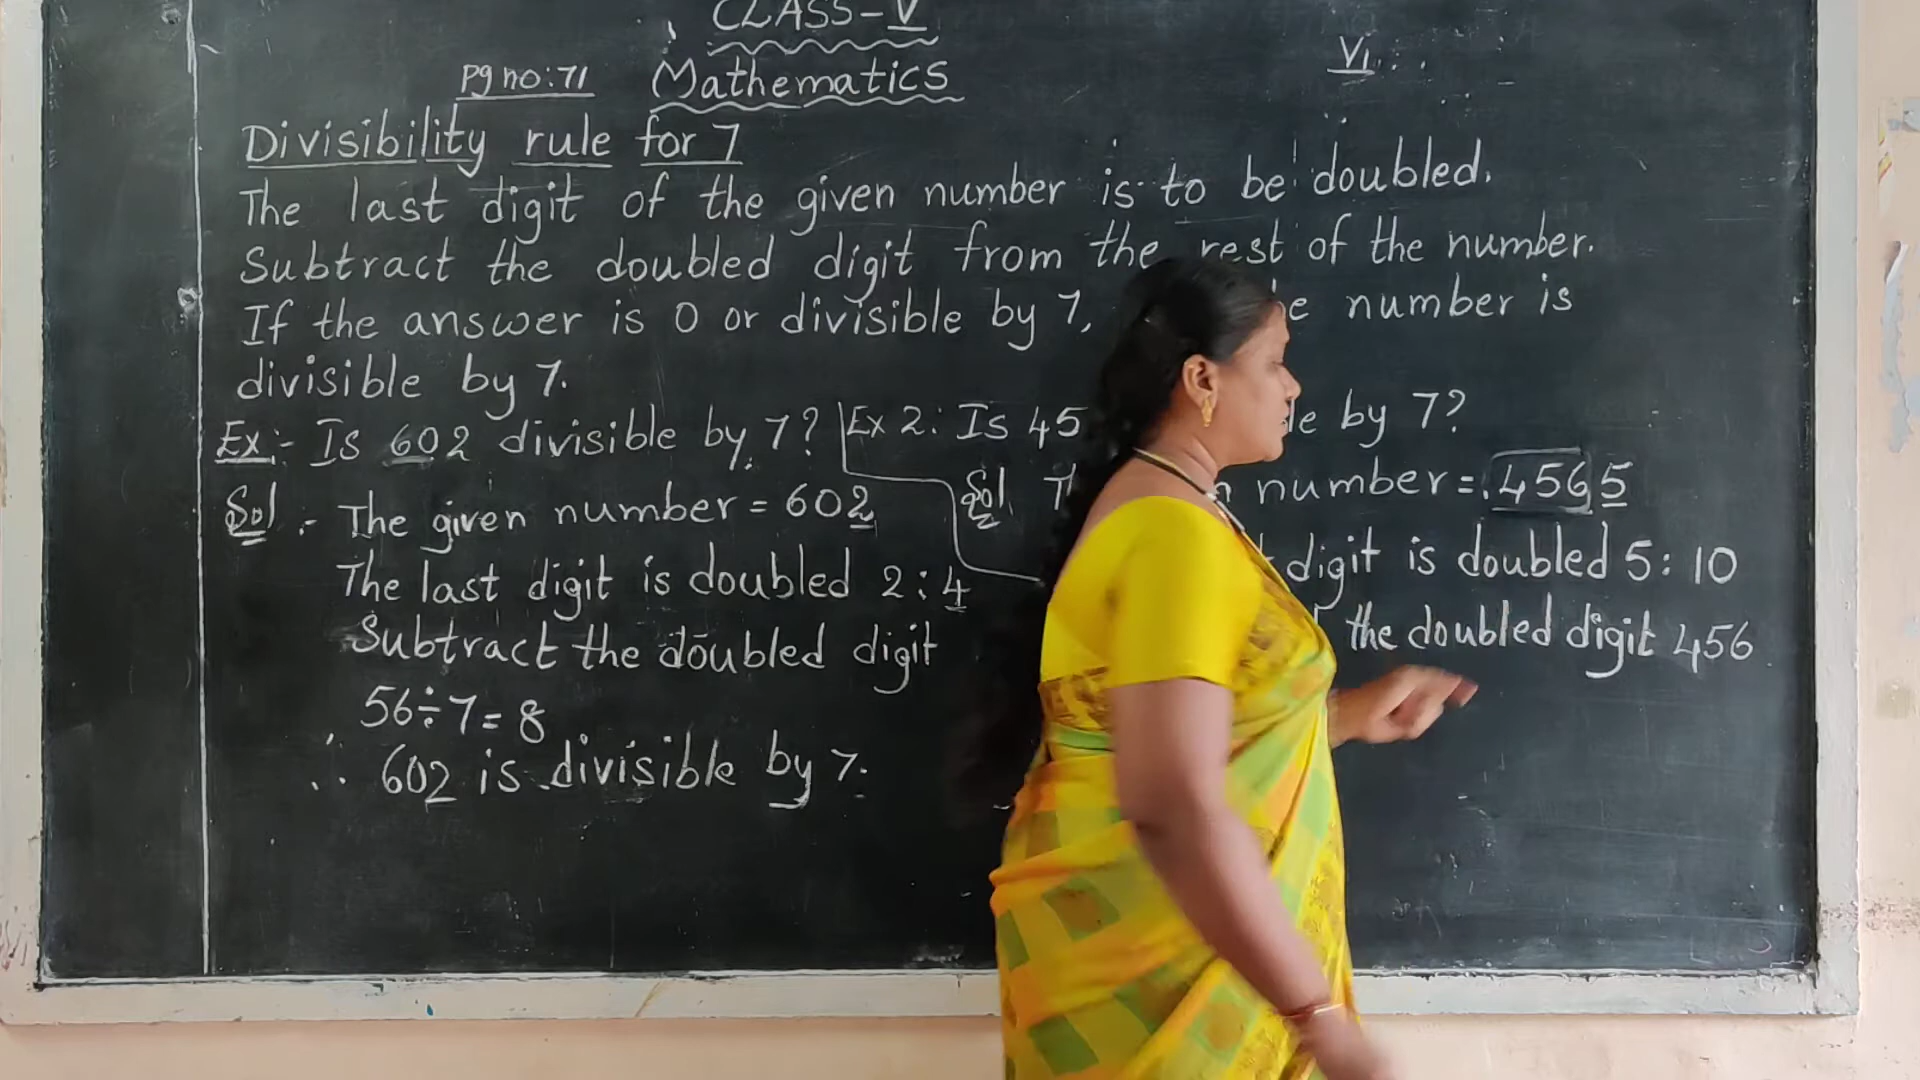 CLASS-V
VI
Pg no:71 Mathematics
Divisibility rule for 7
The last digit of the given number is to be doubled.
Subtract the doubled digit from the rest of the number.
If the answer is 0 or divisible by 7, number is
divisible by 7.
Ex:- Is 602 divisible by 7?
Sol :- The given number = 602
The last digit is doubled 2 : 4
Subtract the doubled digit
56÷7=8
∴ 602 is divisible by 7.
Ex 2: Is 45 by 7?
Sol number = 4565
digit is doubled 5: 10
the doubled digit 456